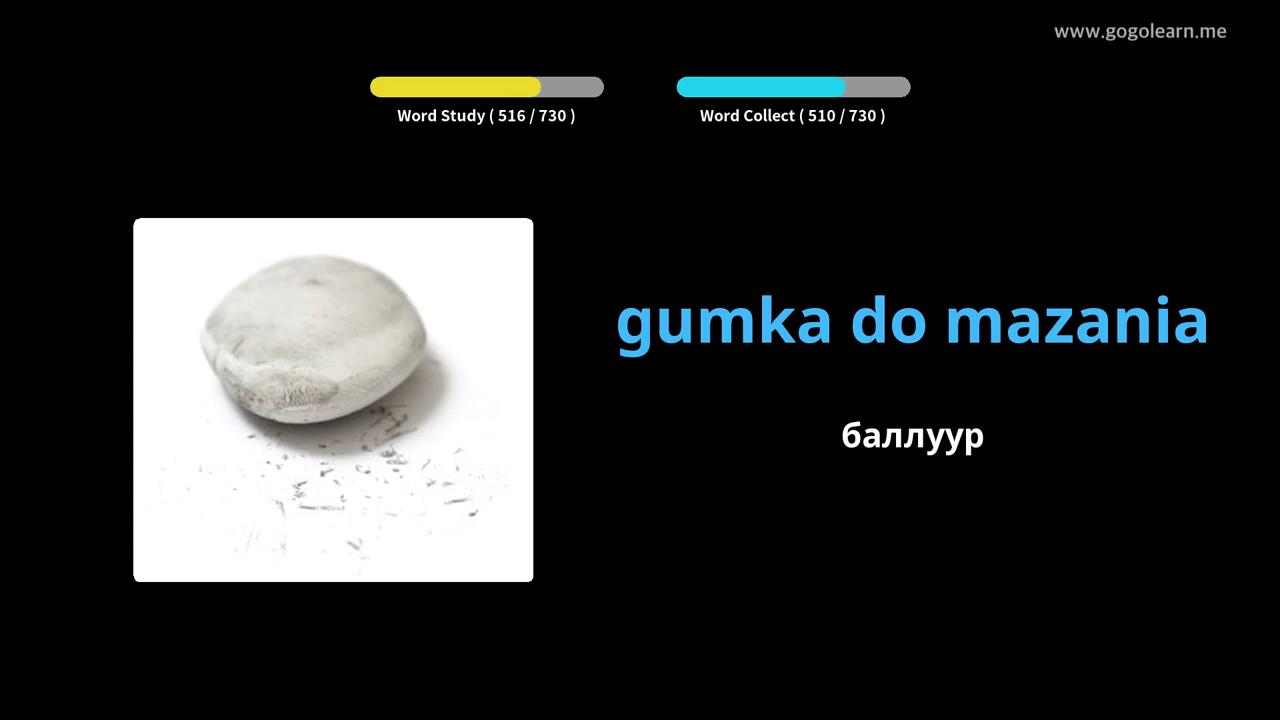 www.gogolearn.me
Word Study ( 516 / 730 )
Word Collect ( 510 / 730 )
gumka do mazania
баллуур